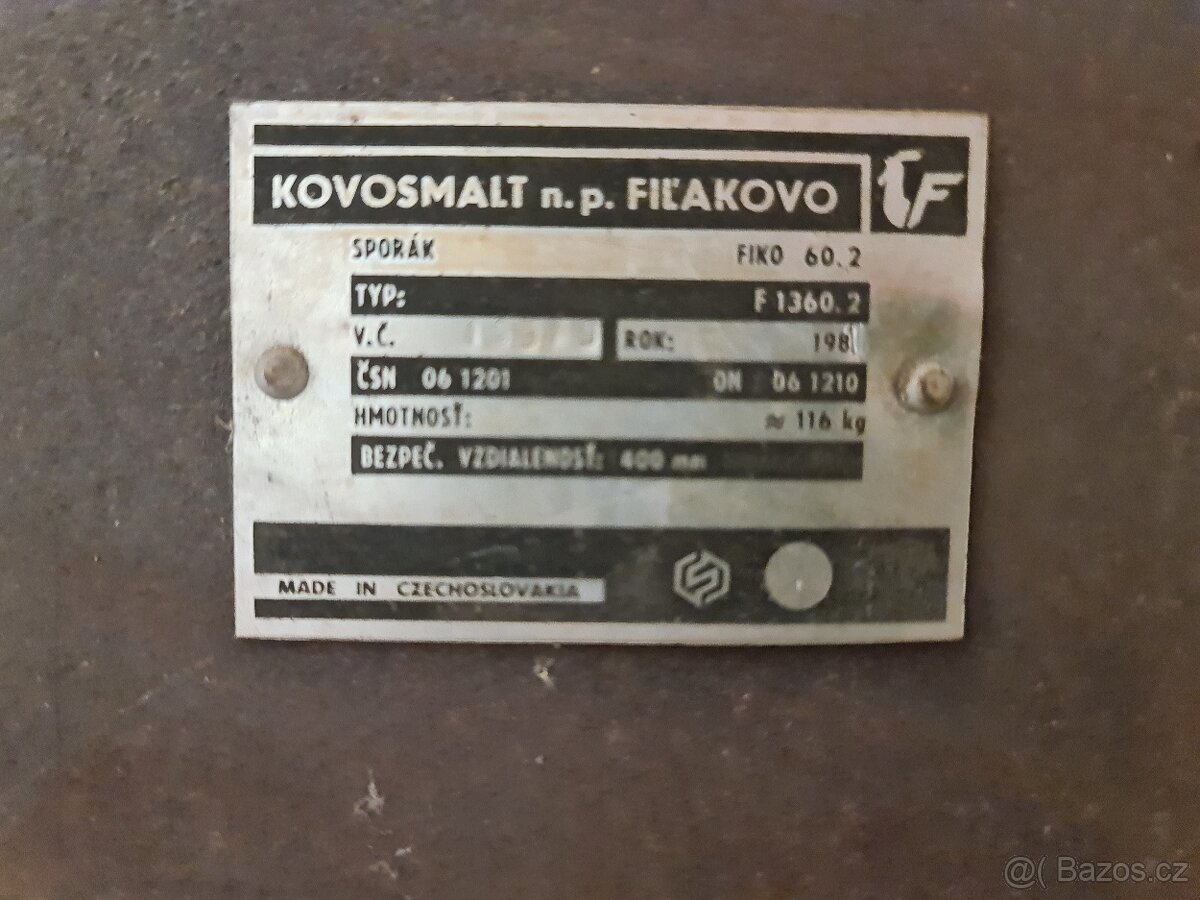 KOVOSMALT n.p. FIĽAKOVO
F
SPORÁK FIKO 60.2
TYP: F 1360.2
V.Č. ROK: 198
ČSN 06 1201 ON 06 1210
HMOTNOSŤ: ≈ 116 kg
BEZPEČ. VZDIALENOSŤ: 400 mm
MADE IN CZECHOSLOVAKIA
@( Bazos.cz